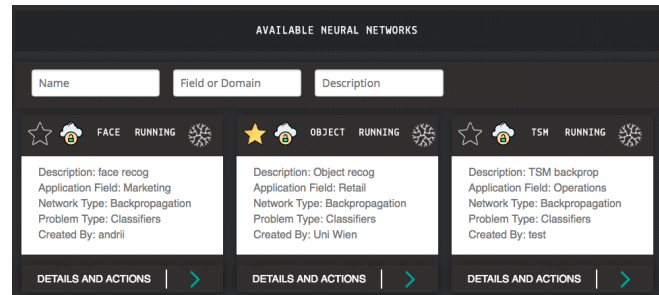 AVAILABLE NEURAL NETWORKS
Name
Field or Domain
Description
FACE RUNNING
Description: face recog
Application Field: Marketing
Network Type: Backpropagation
Problem Type: Classifiers
Created By: andrii
DETAILS AND ACTIONS
OBJECT RUNNING
Description: Object recog
Application Field: Retail
Network Type: Backpropagation
Problem Type: Classifiers
Created By: Uni Wien
DETAILS AND ACTIONS
TSM RUNNING
Description: TSM backprop
Application Field: Operations
Network Type: Backpropagation
Problem Type: Classifiers
Created By: test
DETAILS AND ACTIONS